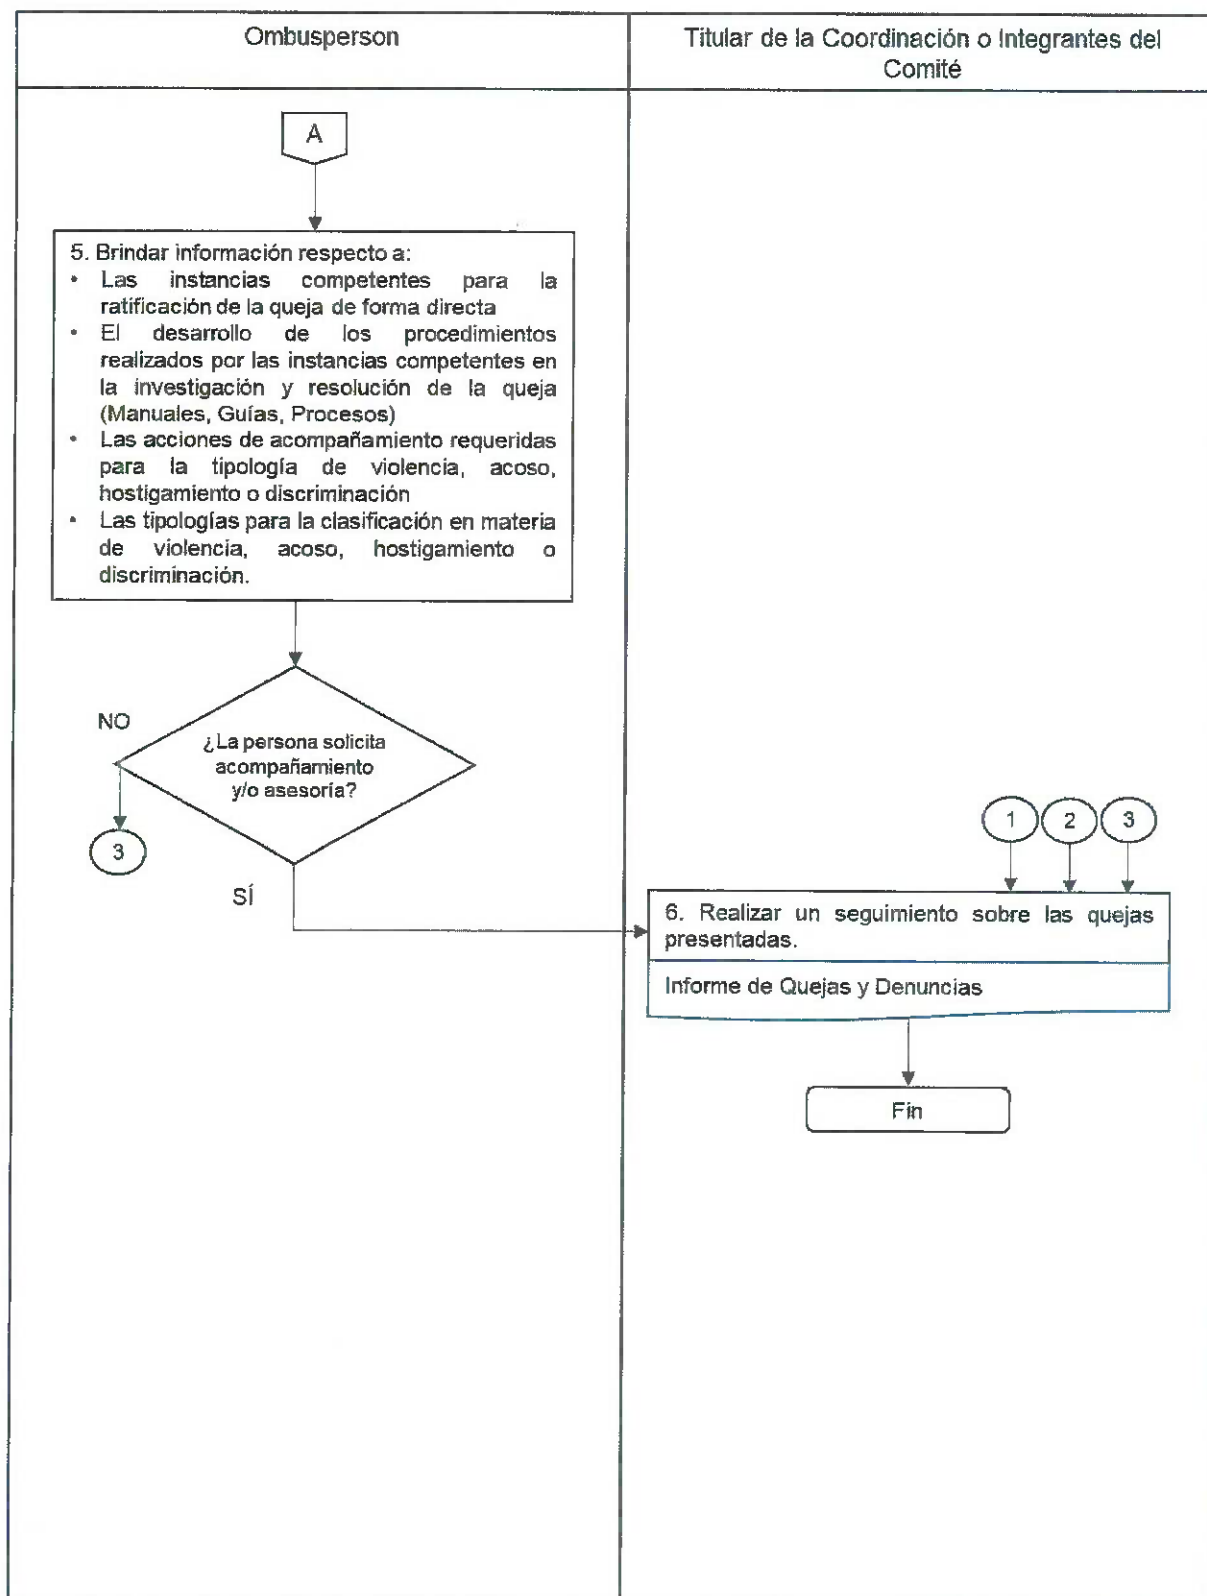 Ombusperson
Titular de la Coordinación o Integrantes del
Comité
A
5. Brindar información respecto a:
• Las instancias competentes para la
ratificación de la queja de forma directa
• El desarrollo de los procedimientos
realizados por las instancias competentes en
la investigación y resolución de la queja
(Manuales, Guías, Procesos)
• Las acciones de acompañamiento requeridas
para la tipología de violencia, acoso,
hostigamiento o discriminación
• Las tipologías para la clasificación en materia
de violencia, acoso, hostigamiento o
discriminación.
NO
¿La persona solicita
acompañamiento
y/o asesoría?
3
SÍ
1 2 3
6. Realizar un seguimiento sobre las quejas
presentadas.
Informe de Quejas y Denuncias
Fin